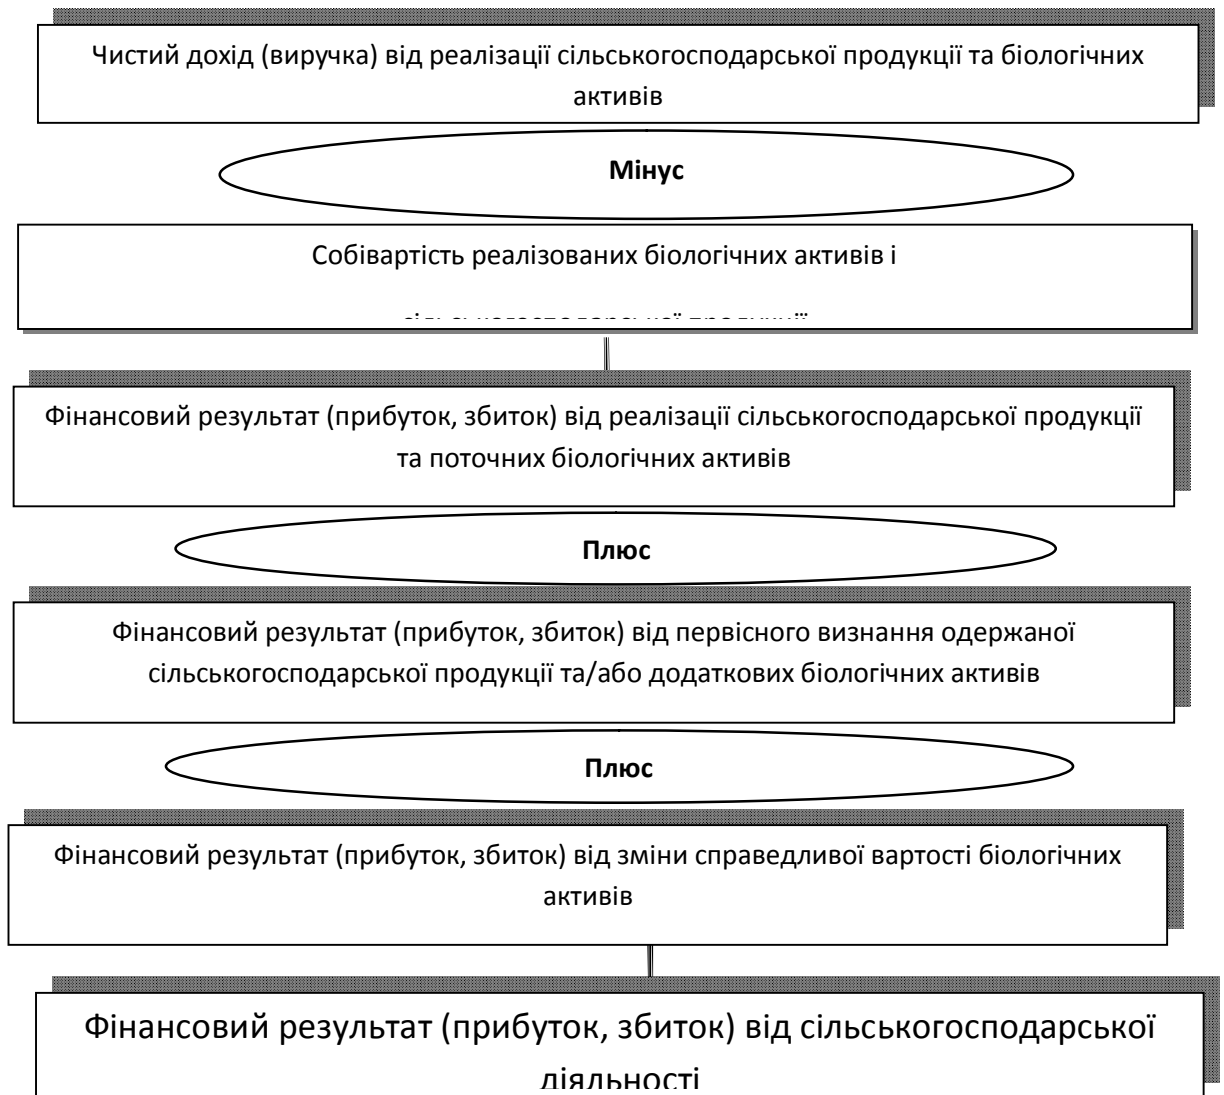 Чистий дохід (виручка) від реалізації сільськогосподарської продукції та біологічних
активів
Мінус
Собівартість реалізованих біологічних активів і
сільськогосподарської продукції
Фінансовий результат (прибуток, збиток) від реалізації сільськогосподарської продукції
та поточних біологічних активів
Плюс
Фінансовий результат (прибуток, збиток) від первісного визнання одержаної
сільськогосподарської продукції та/або додаткових біологічних активів
Плюс
Фінансовий результат (прибуток, збиток) від зміни справедливої вартості біологічних
активів
Фінансовий результат (прибуток, збиток) від сільськогосподарської
діяльності